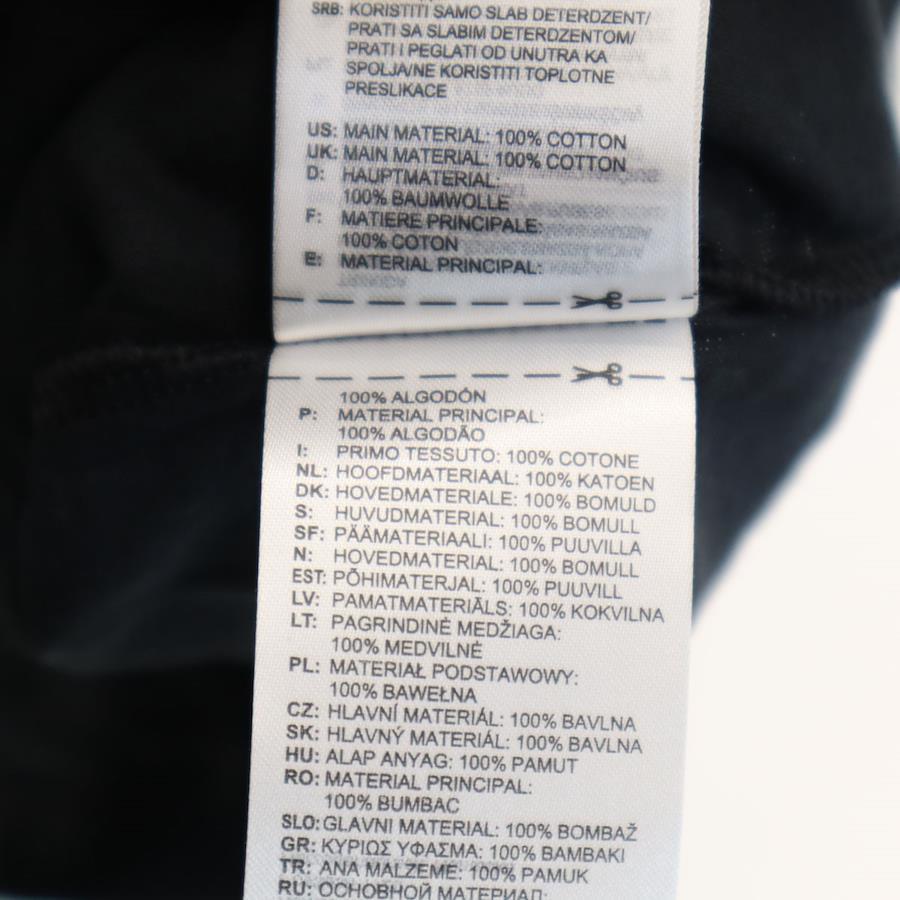 SRB: KORISTITI SAMO SLAB DETERDZENT/
PRATI SA SLABIM DETERDZENTOM/
PRATI I PEGLATI OD UNUTRA KA
SPOLJA/NE KORISTITI TOPLOTNE
PRESLIKACE
US: MAIN MATERIAL: 100% COTTON
UK: MAIN MATERIAL: 100% COTTON
D: HAUPTMATERIAL:
100% BAUMWOLLE
F: MATIERE PRINCIPALE:
100% COTON
E: MATERIAL PRINCIPAL:
100% ALGODÓN
P: MATERIAL PRINCIPAL:
100% ALGODÃO
I: PRIMO TESSUTO: 100% COTONE
NL: HOOFDMATERIAAL: 100% KATOEN
DK: HOVEDMATERIALE: 100% BOMULD
S: HUVUDMATERIAL: 100% BOMULL
SF: PÄÄMATERIAALI: 100% PUUVILLA
N: HOVEDMATERIAL: 100% BOMULL
EST: PÕHIMATERJAL: 100% PUUVILL
LV: PAMATMATERIĀLS: 100% KOKVILNA
LT: PAGRINDINĖ MEDŽIAGA:
100% MEDVILNĖ
PL: MATERIAŁ PODSTAWOWY:
100% BAWEŁNA
CZ: HLAVNÍ MATERIÁL: 100% BAVLNA
SK: HLAVNÝ MATERIÁL: 100% BAVLNA
HU: ALAP ANYAG: 100% PAMUT
RO: MATERIAL PRINCIPAL:
100% BUMBAC
SLO: GLAVNI MATERIAL: 100% BOMBAŽ
GR: ΚΥΡΙΩΣ ΥΦΑΣΜΑ: 100% ΒΑΜΒΑΚΙ
TR: ANA MALZEME: 100% PAMUK
RU: ОСНОВНОЙ МАТЕРИАЛ: